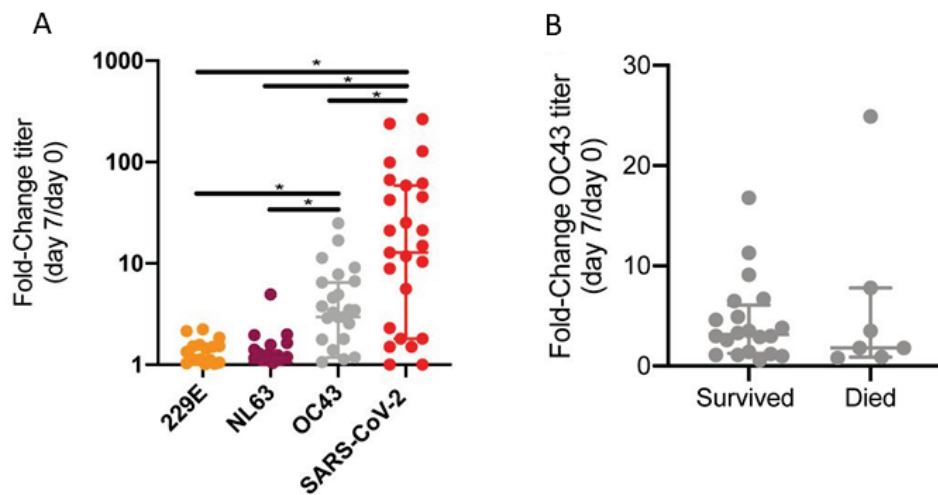 A
Fold-Change titer
(day 7/day 0)
1000
100
10
1
*
*
*
*
*
229E
NL63
OC43
SARS-CoV-2
B
Fold-Change OC43 titer
(day 7/day 0)
30
20
10
0
Survived
Died